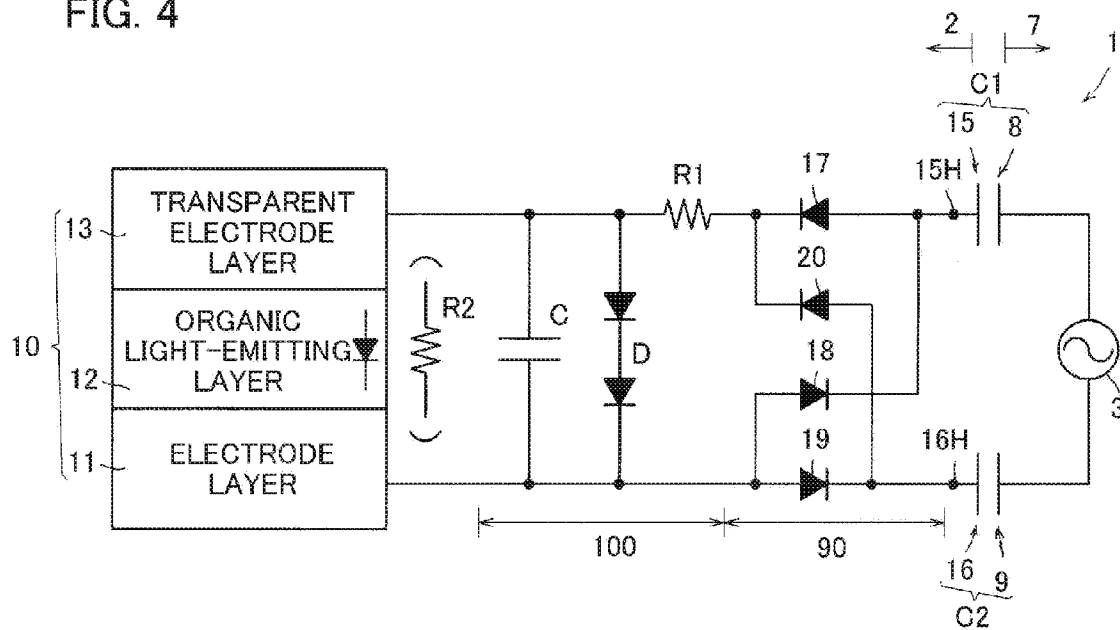 FIG. 4
2
7
1
C1
15
8
15H
17
R1
TRANSPARENT
ELECTRODE
LAYER
13
20
ORGANIC
LIGHT-EMITTING
LAYER
R2
C
D
10
12
18
3
ELECTRODE
LAYER
11
19
16H
100
90
16
9
C2